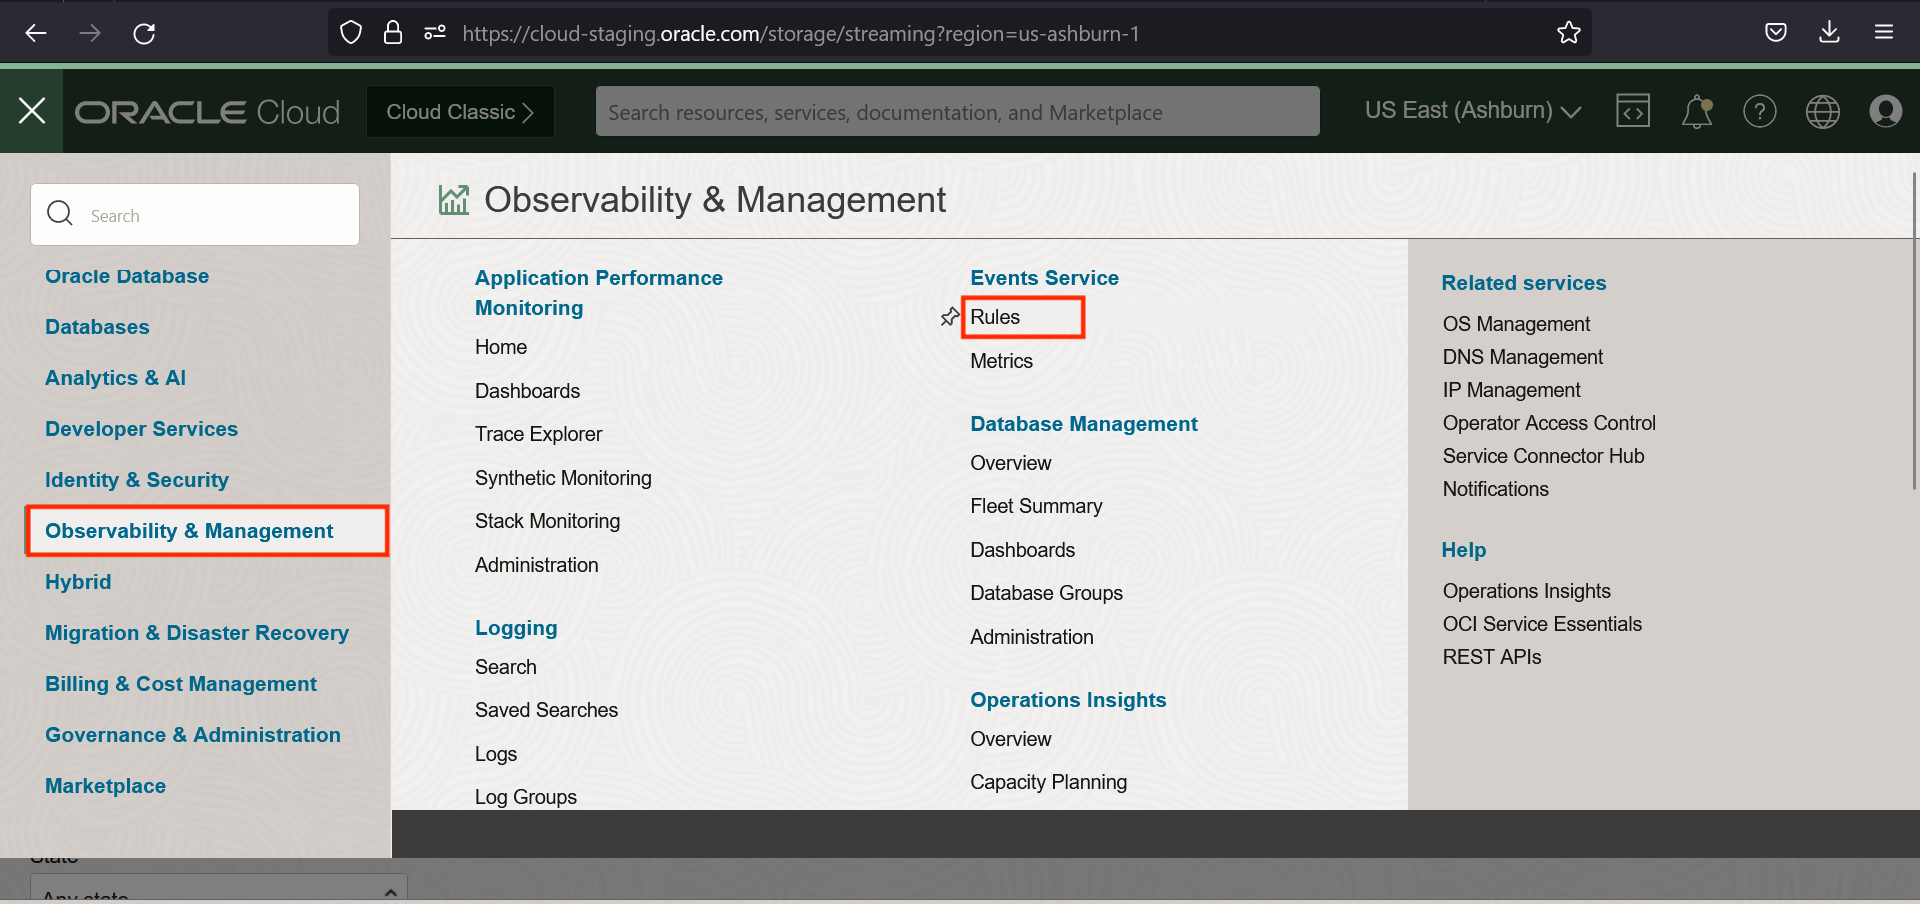 https://cloud-staging.oracle.com/storage/streaming?region=us-ashburn-1
ORACLE Cloud
Cloud Classic
Search resources, services, documentation, and Marketplace
US East (Ashburn)
Search
Oracle Database
Databases
Analytics & AI
Developer Services
Identity & Security
Observability & Management
Hybrid
Migration & Disaster Recovery
Billing & Cost Management
Governance & Administration
Marketplace
Observability & Management
Application Performance
Monitoring
Home
Dashboards
Trace Explorer
Synthetic Monitoring
Stack Monitoring
Administration
Logging
Search
Saved Searches
Logs
Log Groups
Events Service
Rules
Metrics
Database Management
Overview
Fleet Summary
Dashboards
Database Groups
Administration
Operations Insights
Overview
Capacity Planning
Related services
OS Management
DNS Management
IP Management
Operator Access Control
Service Connector Hub
Notifications
Help
Operations Insights
OCI Service Essentials
REST APIs
State
Any state